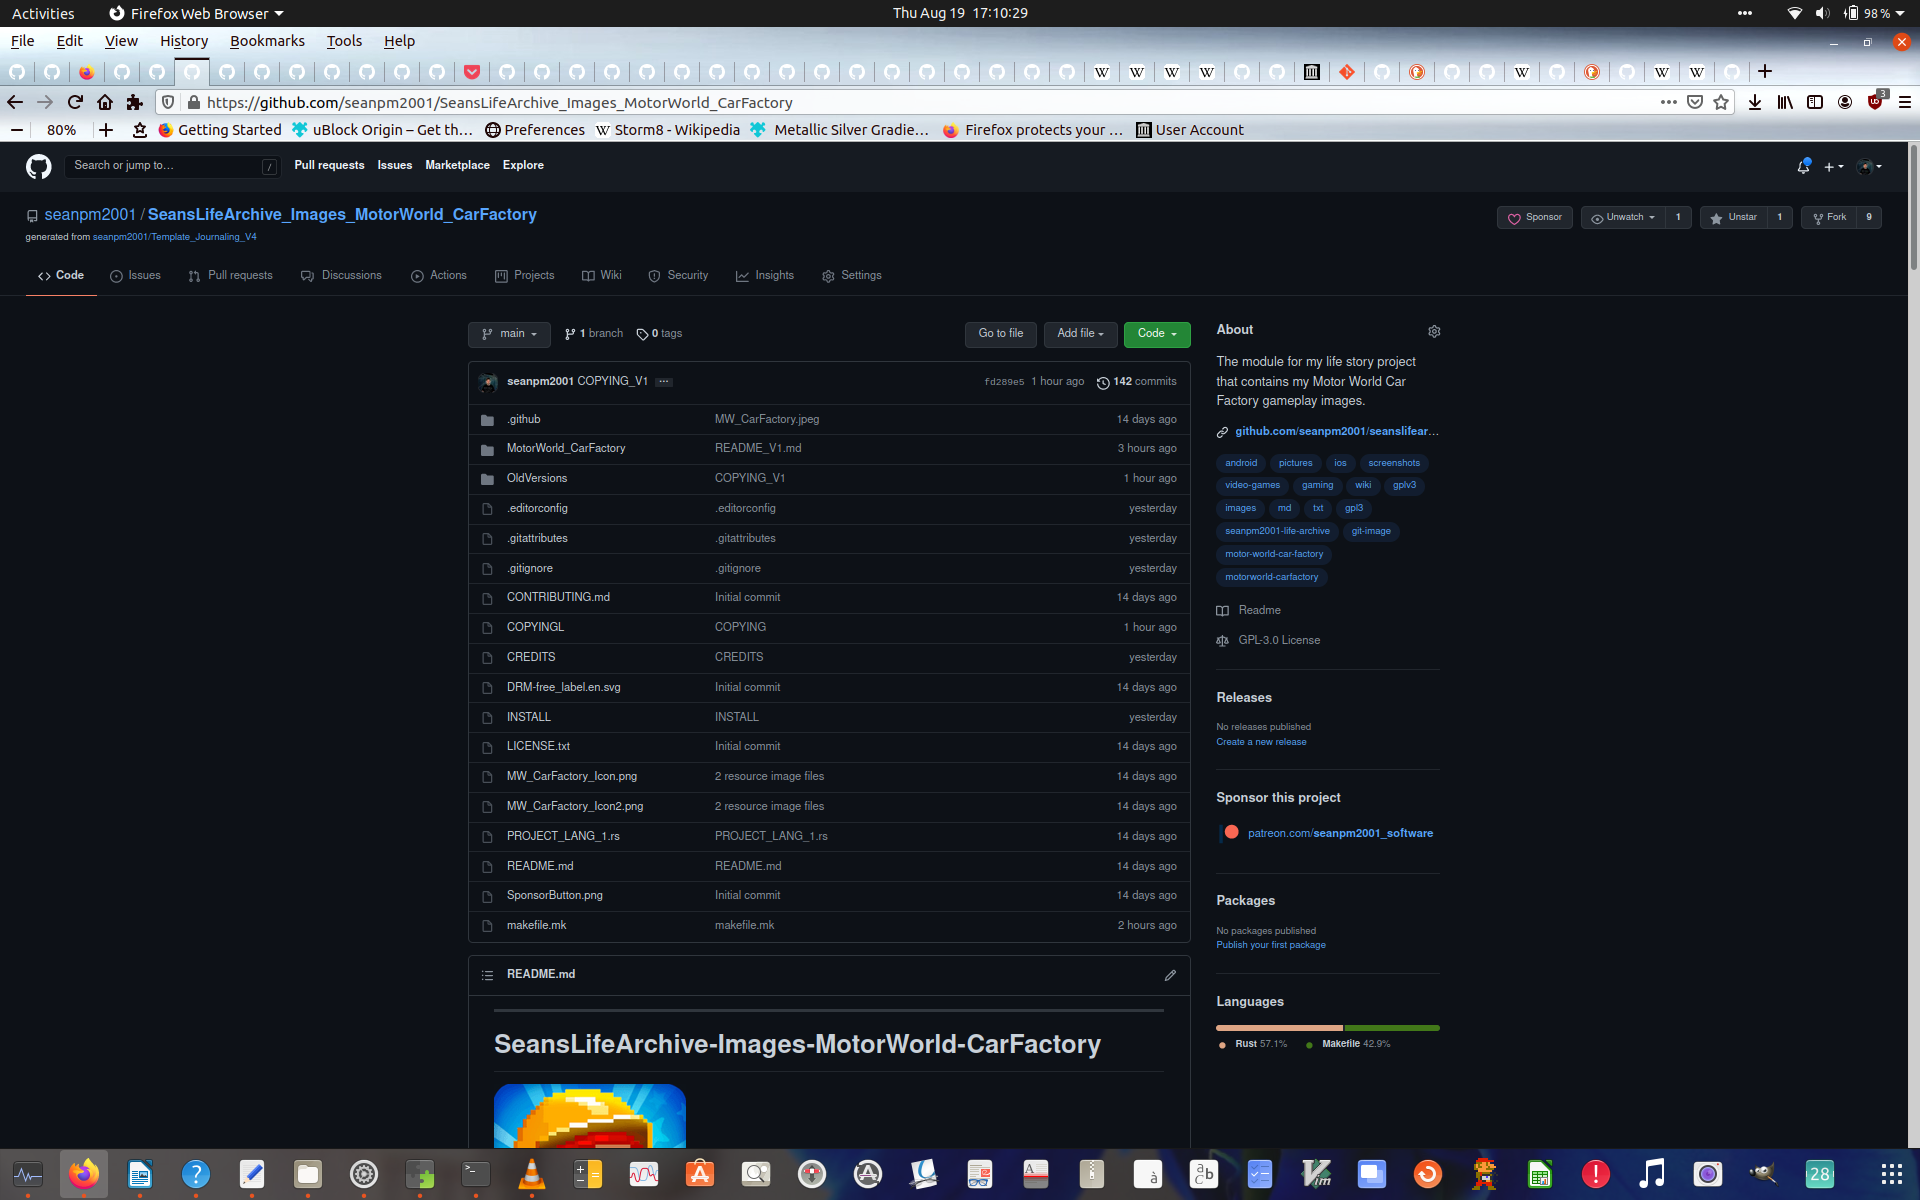 Activities Firefox Web Browser Thu Aug 19 17:10:29 98 %
File Edit View History Bookmarks Tools Help
https://github.com/seanpm2001/SeansLifeArchive_Images_MotorWorld_CarFactory 3
80% Getting Started uBlock Origin – Get th… Preferences Storm8 - Wikipedia Metallic Silver Gradie… Firefox protects your … User Account
Search or jump to… / Pull requests Issues Marketplace Explore
seanpm2001 / SeansLifeArchive_Images_MotorWorld_CarFactory Sponsor Unwatch 1 Unstar 1 Fork 9
generated from seanpm2001/Template_Journaling_V4
Code Issues Pull requests Discussions Actions Projects Wiki Security Insights Settings
main 1 branch 0 tags Go to file Add file Code
seanpm2001 COPYING_V1 ... fd289e5 1 hour ago 142 commits
.github MW_CarFactory.jpeg 14 days ago
MotorWorld_CarFactory README_V1.md 3 hours ago
OldVersions COPYING_V1 1 hour ago
.editorconfig .editorconfig yesterday
.gitattributes .gitattributes yesterday
.gitignore .gitignore yesterday
CONTRIBUTING.md Initial commit 14 days ago
COPYINGL COPYING 1 hour ago
CREDITS CREDITS yesterday
DRM-free_label.en.svg Initial commit 14 days ago
INSTALL INSTALL yesterday
LICENSE.txt Initial commit 14 days ago
MW_CarFactory_Icon.png 2 resource image files 14 days ago
MW_CarFactory_Icon2.png 2 resource image files 14 days ago
PROJECT_LANG_1.rs PROJECT_LANG_1.rs 14 days ago
README.md README.md 14 days ago
SponsorButton.png Initial commit 14 days ago
makefile.mk makefile.mk 2 hours ago
README.md
SeansLifeArchive-Images-MotorWorld-CarFactory
About
The module for my life story project
that contains my Motor World Car
Factory gameplay images.
github.com/seanpm2001/seanslifear…
android pictures ios screenshots
video-games gaming wiki gplv3
images md txt gpl3
seanpm2001-life-archive git-image
motor-world-car-factory
motorworld-carfactory
Readme
GPL-3.0 License
Releases
No releases published
Create a new release
Sponsor this project
patreon.com/seanpm2001_software
Packages
No packages published
Publish your first package
Languages
Rust 57.1% Makefile 42.9%
28